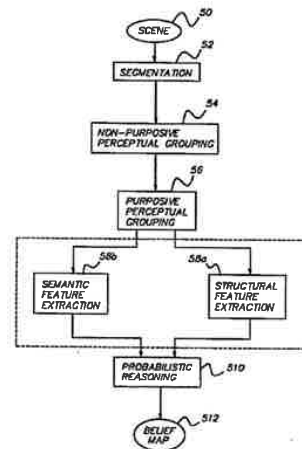 50
SCENE
52
SEGMENTATION
54
NON-PURPOSIVE
PERCEPTUAL GROUPING
56
PURPOSIVE
PERCEPTUAL
GROUPING
58b
SEMANTIC
FEATURE
EXTRACTION
58a
STRUCTURAL
FEATURE
EXTRACTION
PROBABILISTIC
REASONING
510
BELIEF
MAP
512